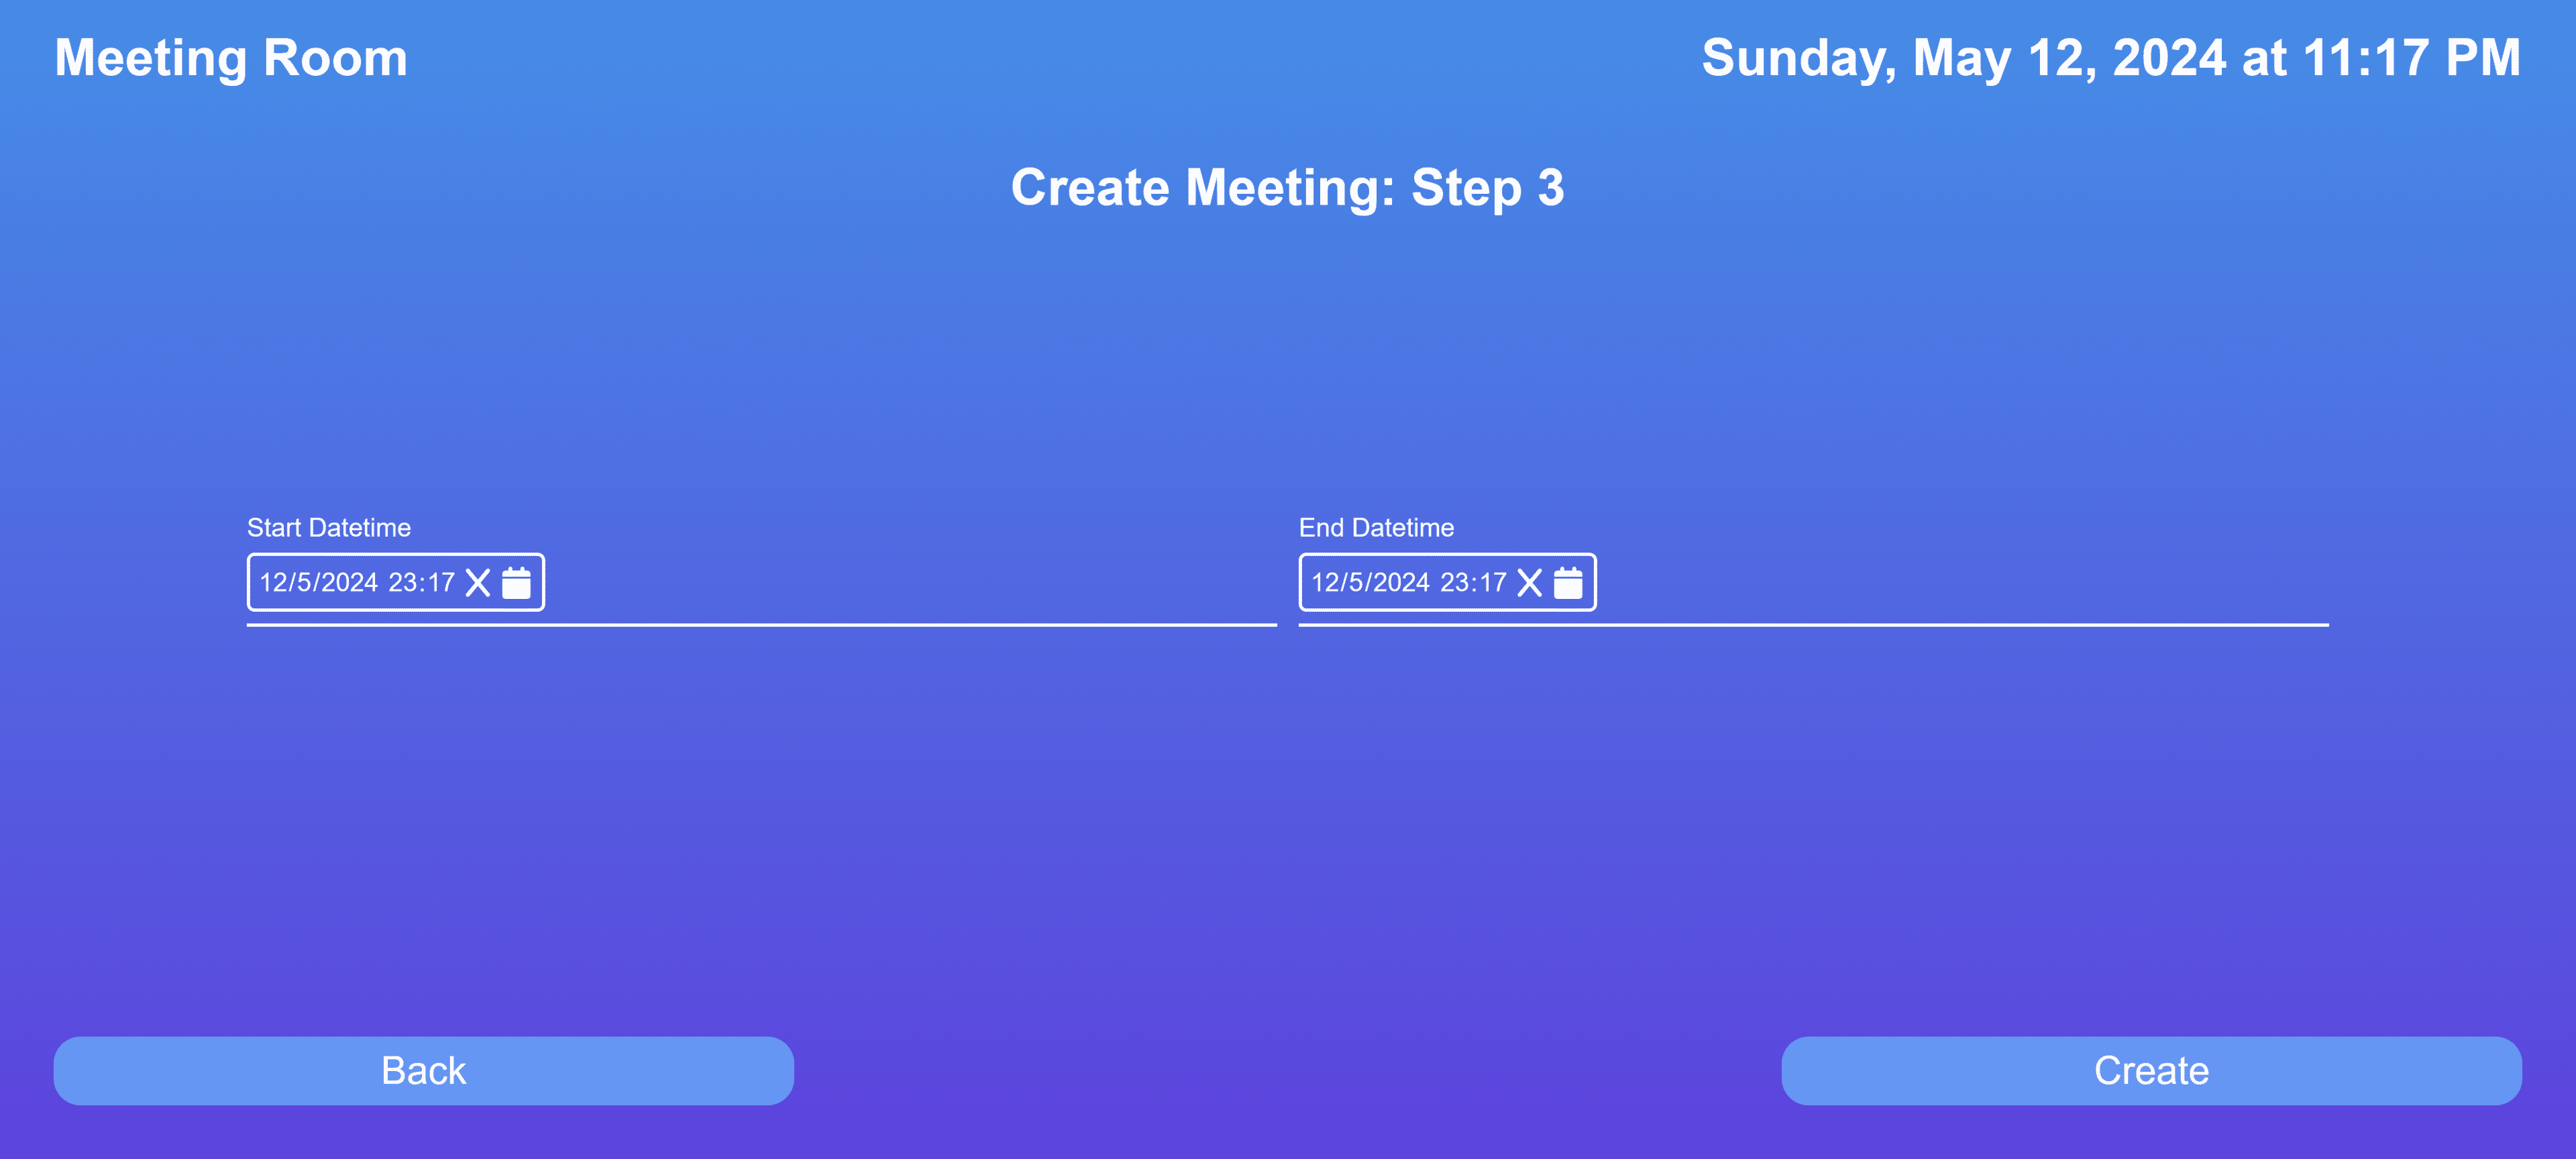 Meeting Room
Sunday, May 12, 2024 at 11:17 PM
Create Meeting: Step 3
Start Datetime
12/5/2024 23:17
End Datetime
12/5/2024 23:17
Back
Create